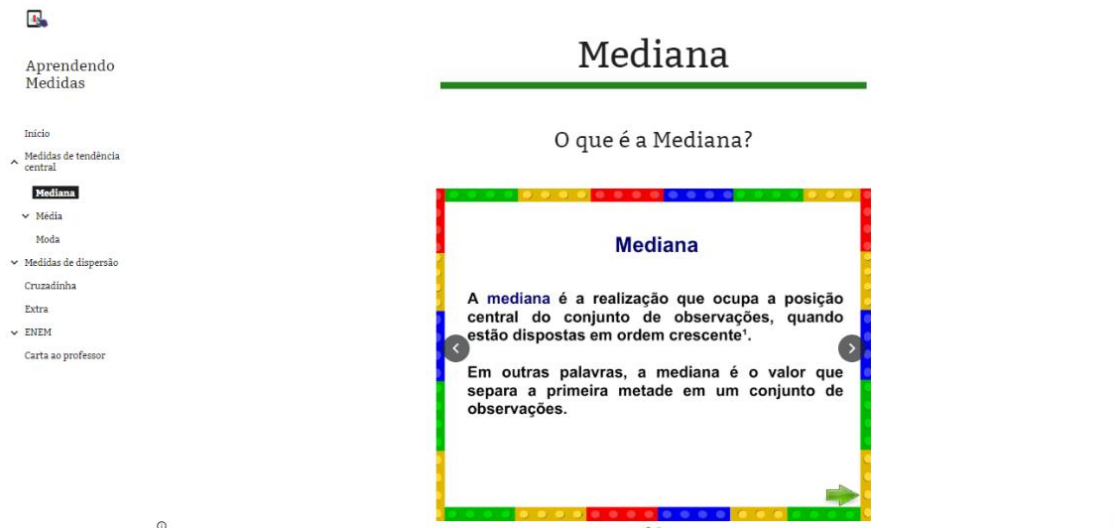 Aprendendo
Medidas
Início
Medidas de tendência
central
Mediana
Média
Moda
Medidas de dispersão
Cruzadinha
Extra
ENEM
Carta ao professor
Mediana
O que é a Mediana?
Mediana
A mediana é a realização que ocupa a posição
central do conjunto de observações, quando
estão dispostas em ordem crescente¹.
Em outras palavras, a mediana é o valor que
separa a primeira metade em um conjunto de
observações.